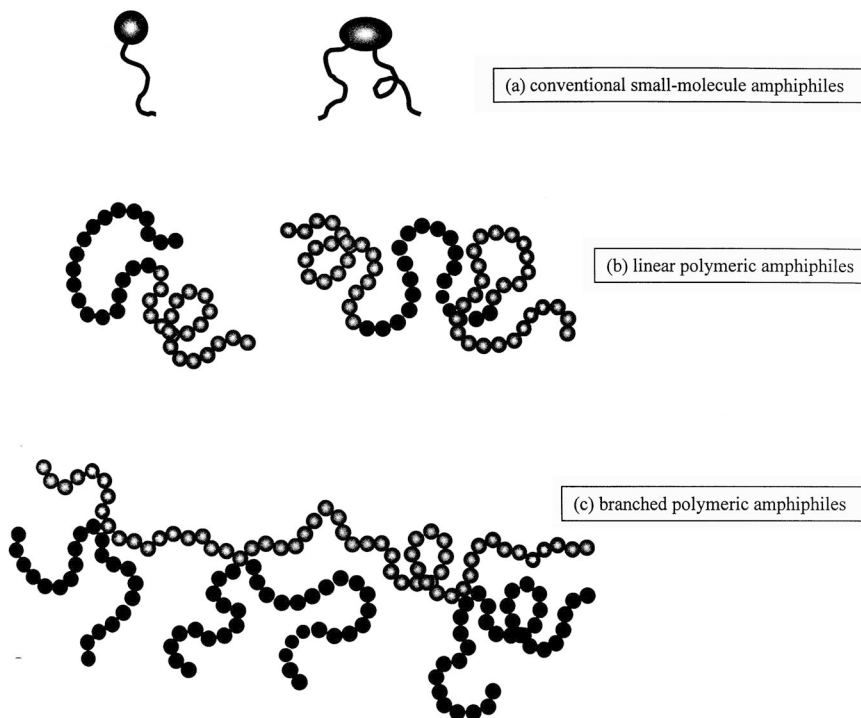 (a) conventional small-molecule amphiphiles
(b) linear polymeric amphiphiles
(c) branched polymeric amphiphiles